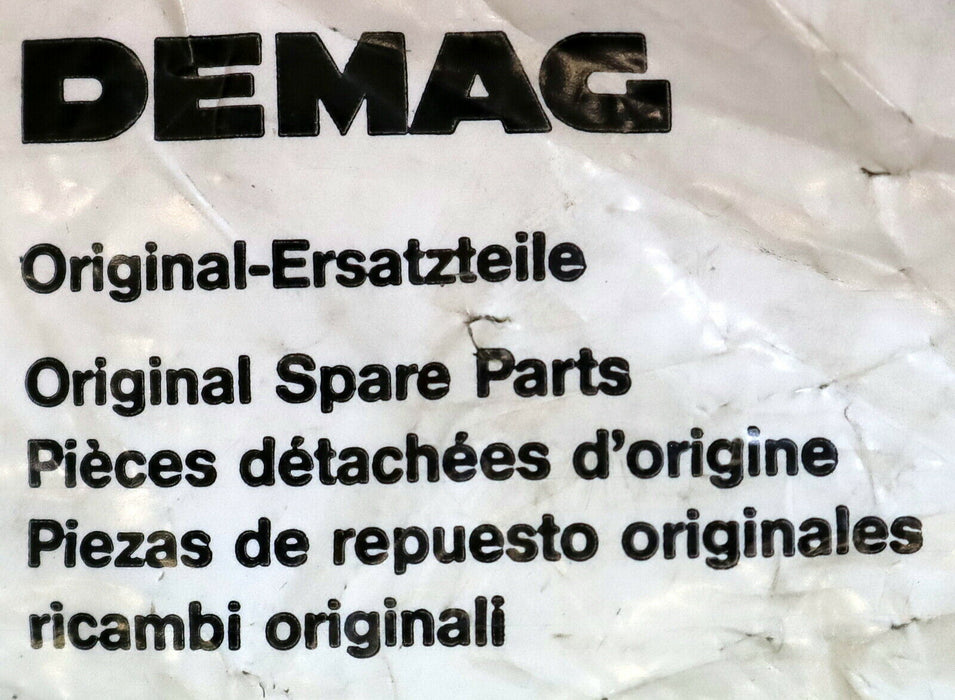 DEMAG
Original-Ersatzteile
Original Spare Parts
Pièces détachées d'origine
Piezas de repuesto originales
ricambi originali